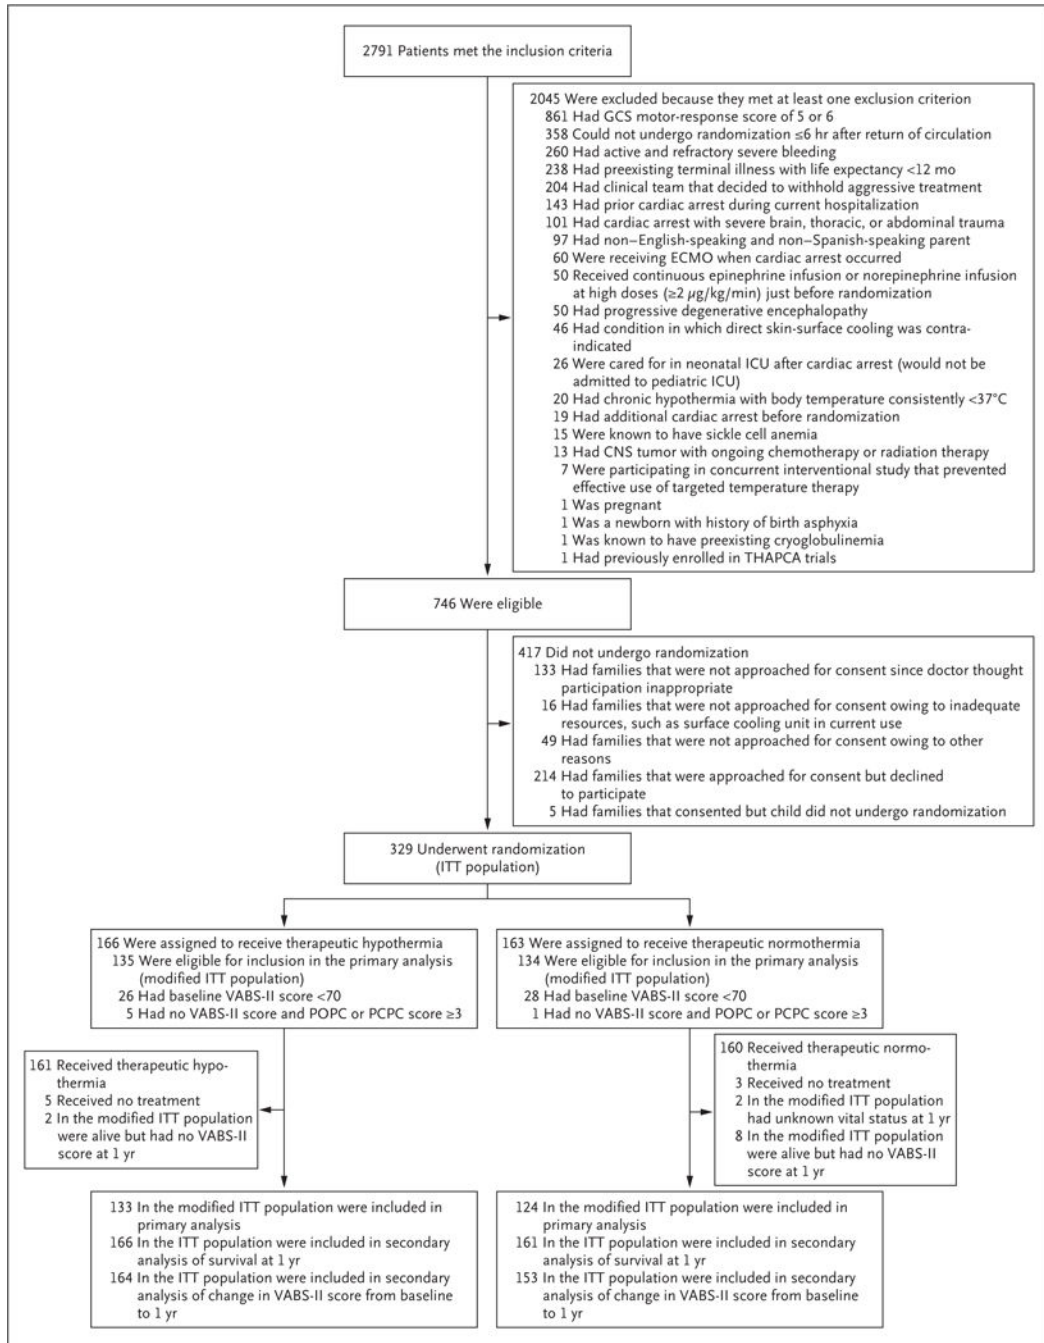 2791 Patients met the inclusion criteria
2045 Were excluded because they met at least one exclusion criterion
861 Had GCS motor-response score of 5 or 6
358 Could not undergo randomization ≤6 hr after return of circulation
260 Had active and refractory severe bleeding
238 Had preexisting terminal illness with life expectancy <12 mo
204 Had clinical team that decided to withhold aggressive treatment
143 Had prior cardiac arrest during current hospitalization
101 Had cardiac arrest with severe brain, thoracic, or abdominal trauma
97 Had non–English-speaking and non–Spanish-speaking parent
60 Were receiving ECMO when cardiac arrest occurred
50 Received continuous epinephrine infusion or norepinephrine infusion
at high doses (≥2 μg/kg/min) just before randomization
50 Had progressive degenerative encephalopathy
46 Had condition in which direct skin-surface cooling was contra-
indicated
26 Were cared for in neonatal ICU after cardiac arrest (would not be
admitted to pediatric ICU)
20 Had chronic hypothermia with body temperature consistently <37°C
19 Had additional cardiac arrest before randomization
15 Were known to have sickle cell anemia
13 Had CNS tumor with ongoing chemotherapy or radiation therapy
7 Were participating in concurrent interventional study that prevented
effective use of targeted temperature therapy
1 Was pregnant
1 Was a newborn with history of birth asphyxia
1 Was known to have preexisting cryoglobulinemia
1 Had previously enrolled in THAPCA trials
746 Were eligible
417 Did not undergo randomization
133 Had families that were not approached for consent since doctor thought
participation inappropriate
16 Had families that were not approached for consent owing to inadequate
resources, such as surface cooling unit in current use
49 Had families that were not approached for consent owing to other
reasons
214 Had families that were approached for consent but declined
to participate
5 Had families that consented but child did not undergo randomization
329 Underwent randomization
(ITT population)
166 Were assigned to receive therapeutic hypothermia
135 Were eligible for inclusion in the primary analysis
(modified ITT population)
26 Had baseline VABS-II score <70
5 Had no VABS-II score and POPC or PCPC score ≥3
163 Were assigned to receive therapeutic normothermia
134 Were eligible for inclusion in the primary analysis
(modified ITT population)
28 Had baseline VABS-II score <70
1 Had no VABS-II score and POPC or PCPC score ≥3
161 Received therapeutic hypo-
thermia
5 Received no treatment
2 In the modified ITT population
were alive but had no VABS-II
score at 1 yr
160 Received therapeutic normo-
thermia
3 Received no treatment
2 In the modified ITT population
had unknown vital status at 1 yr
8 In the modified ITT population
were alive but had no VABS-II
score at 1 yr
133 In the modified ITT population were included in
primary analysis
166 In the ITT population were included in secondary
analysis of survival at 1 yr
164 In the ITT population were included in secondary
analysis of change in VABS-II score from baseline
to 1 yr
124 In the modified ITT population were included in
primary analysis
161 In the ITT population were included in secondary
analysis of survival at 1 yr
153 In the ITT population were included in secondary
analysis of change in VABS-II score from baseline
to 1 yr